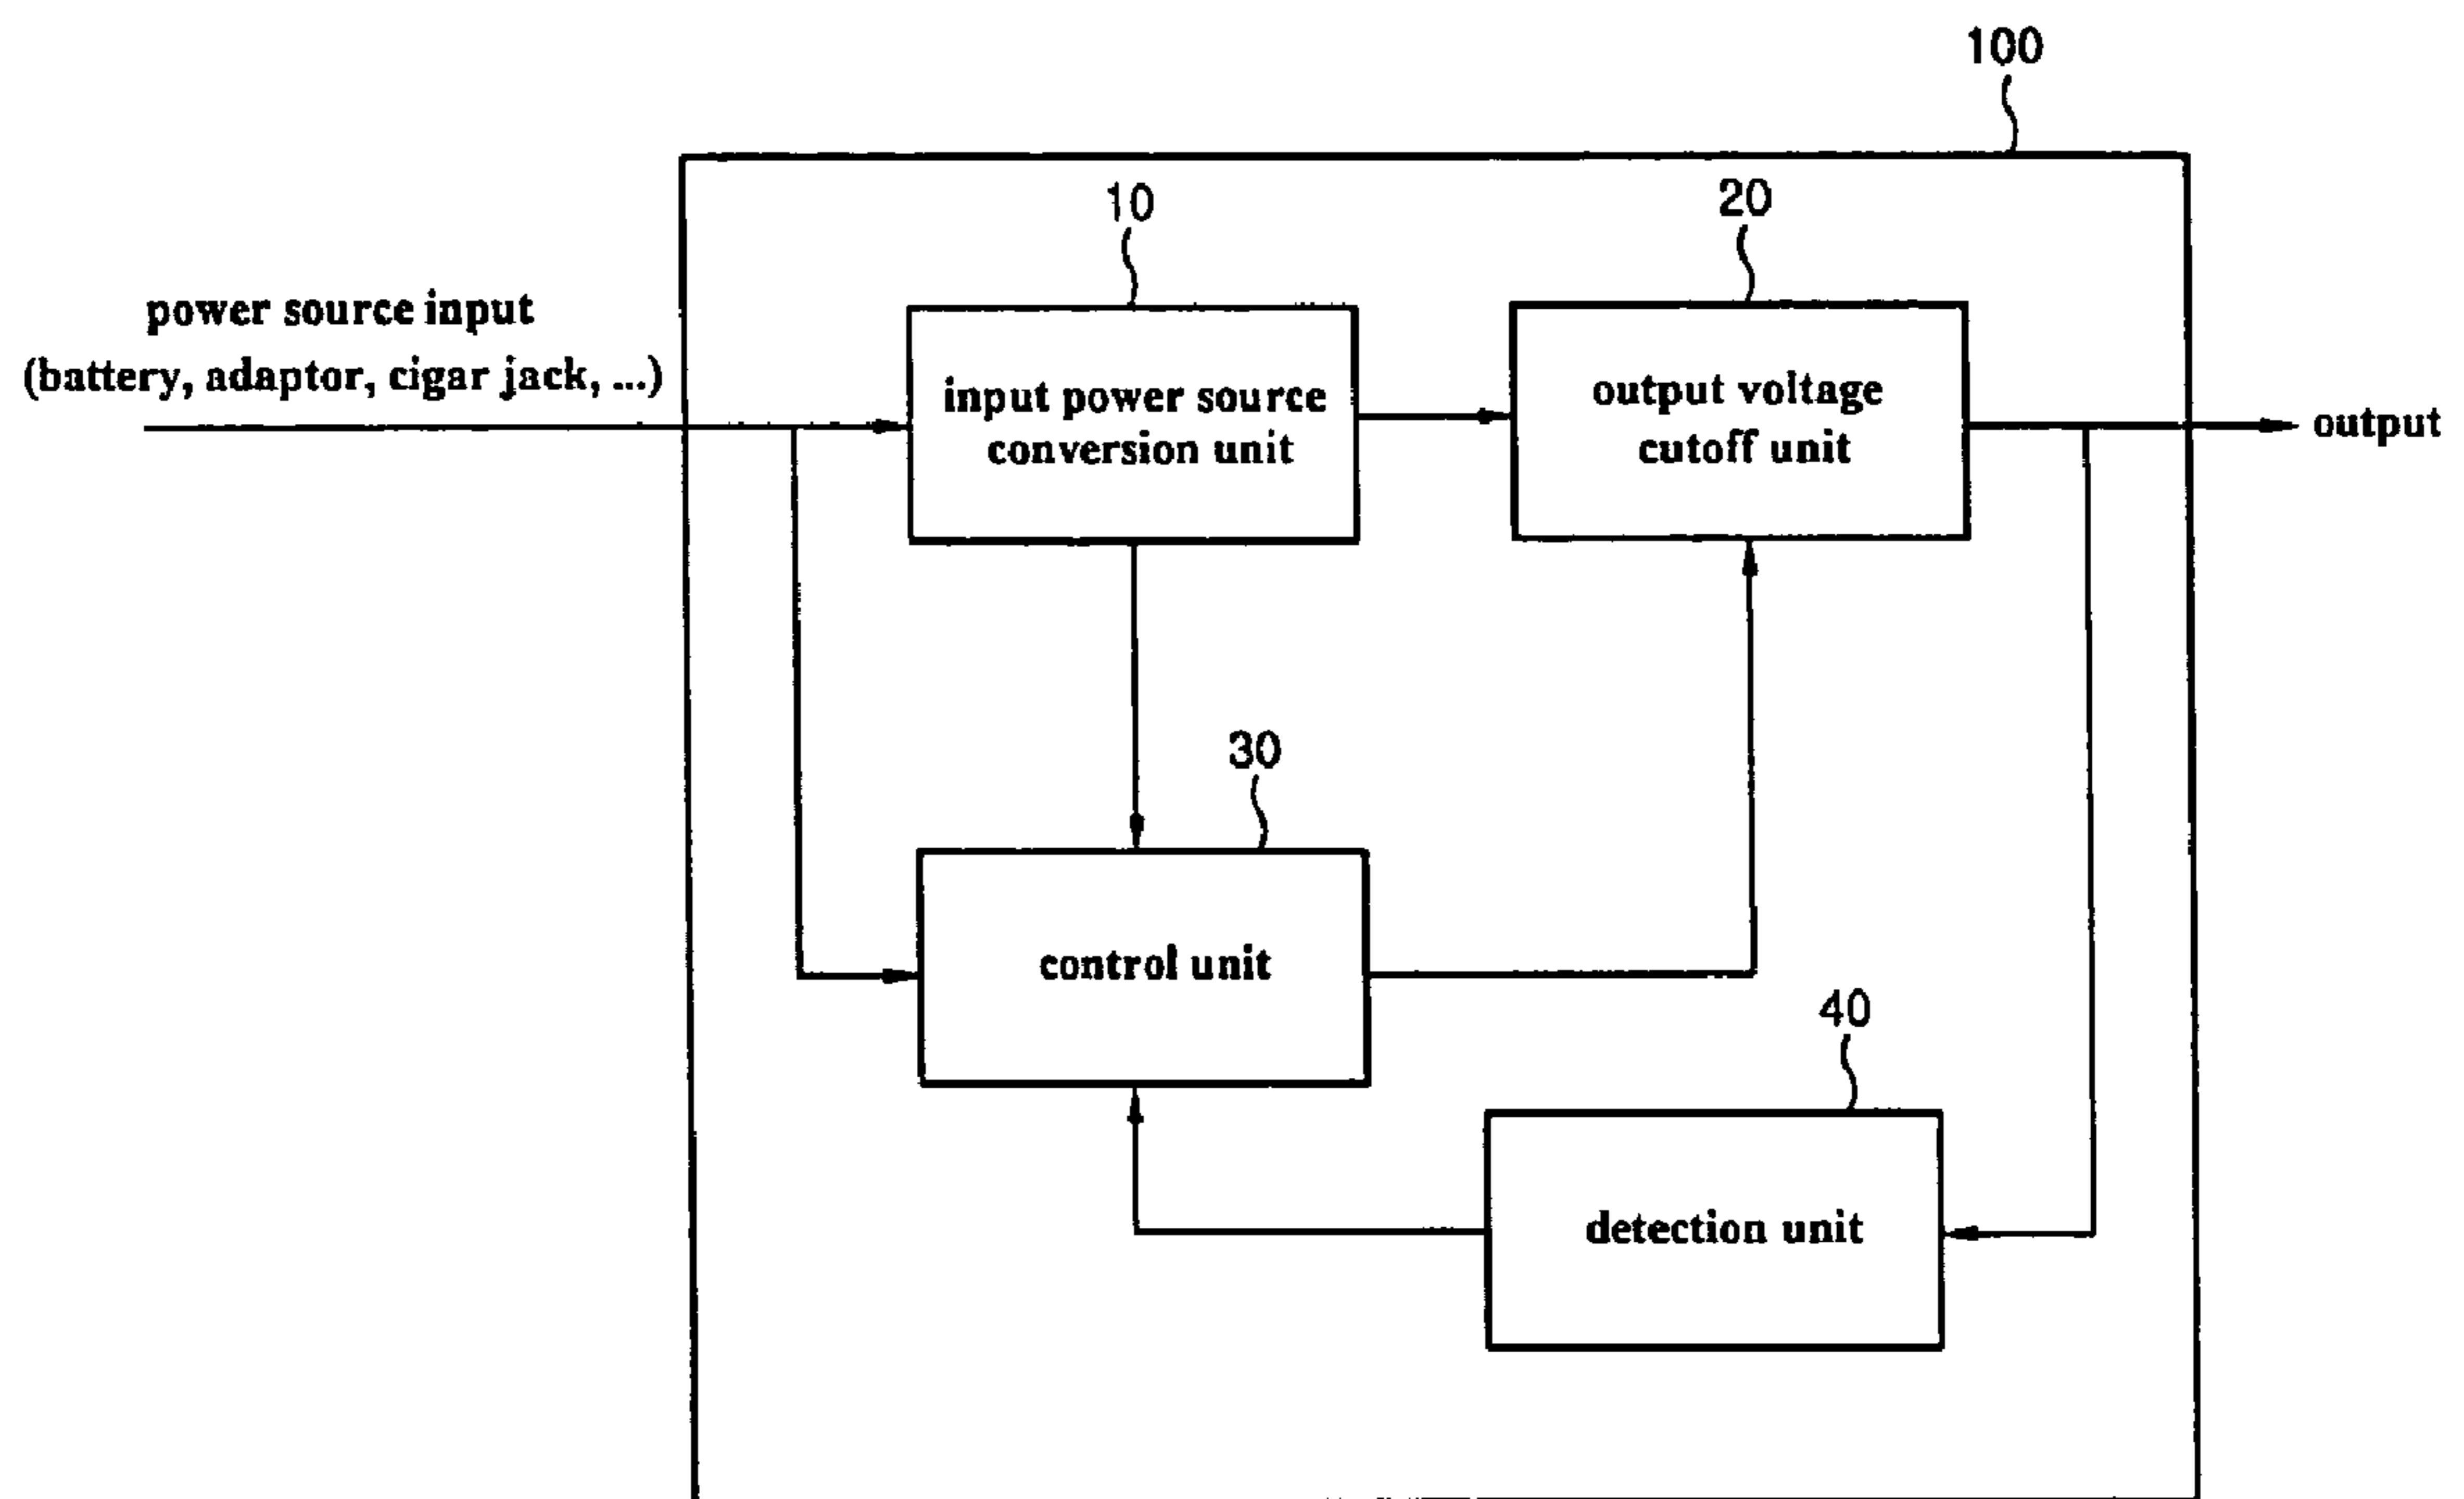 100
10
20
power source input
(battery, adaptor, cigar jack, ...)
input power source
conversion unit
output voltage
cutoff unit
output
30
control unit
40
detection unit